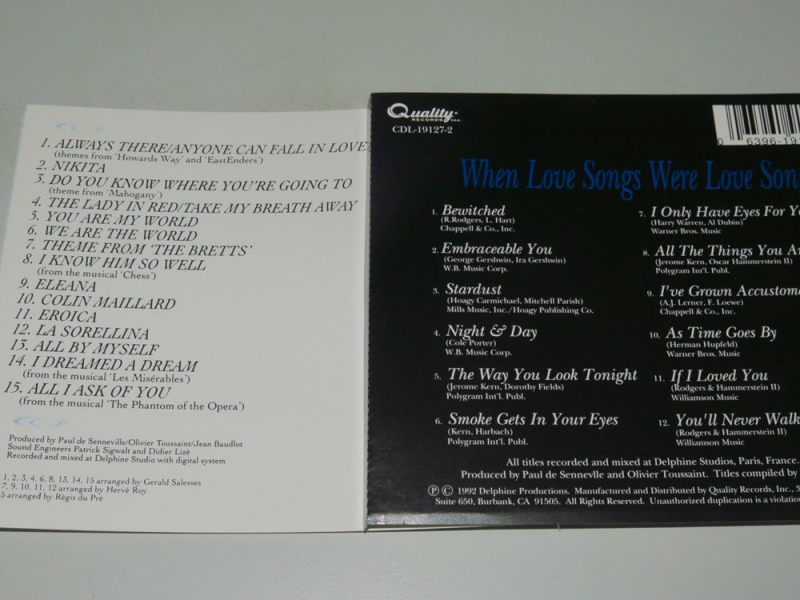 1. ALWAYS THERE/ANYONE CAN FALL IN LOVE
(themes from 'Howards Way' and 'EastEnders')
2. NIKITA
3. DO YOU KNOW WHERE YOU'RE GOING TO
(theme from 'Mahogany')
4. THE LADY IN RED/TAKE MY BREATH AWAY
5. YOU ARE MY WORLD
6. WE ARE THE WORLD
7. THEME FROM 'THE BRETTS'
8. I KNOW HIM SO WELL
(from the musical 'Chess')
9. ELEANA
10. COLIN MAILLARD
11. EROICA
12. LA SORELLINA
13. ALL BY MYSELF
14. I DREAMED A DREAM
(from the musical 'Les Misérables')
15. ALL I ASK OF YOU
(from the musical 'The Phantom of the Opera')
Produced by Paul de Senneville/Olivier Toussaint/Jean Baudlot
Sound Engineers Patrick Sigwalt and Didier Lizè
Recorded and mixed at Delphine Studio with digital system
1, 2, 3, 4, 6, 8, 13, 14, 15 arranged by Gerald Salesses
7, 9, 10, 11, 12 arranged by Hervè Roy
5 arranged by Règis du Prè
Quality
RECORDS Inc.
CDL-19127-2
6396-19
When Love Songs Were Love Son
1. Bewitched
(R.Rodgers, L. Hart)
Chappell & Co., Inc.
2. Embraceable You
(George Gershwin, Ira Gershwin)
W.B. Music Corp.
3. Stardust
(Hoagy Carmichael, Mitchell Parish)
Mills Music, Inc./Hoagy Publishing Co.
4. Night & Day
(Cole Porter)
W.B. Music Corp.
5. The Way You Look Tonight
(Jerome Kern, Dorothy Fields)
Polygram Int'l. Publ.
6. Smoke Gets In Your Eyes
(Kern, Harbach)
Polygram Int'l. Publ.
7. I Only Have Eyes For Yo
(Harry Warren, Al Dubin)
Warner Bros. Music
8. All The Things You Ar
(Jerome Kern, Oscar Hammerstein II)
Polygram Int'l. Publ.
9. I've Grown Accustome
(A.J. Lerner, F. Loewe)
Chappell & Co., Inc.
10. As Time Goes By
(Herman Hupfeld)
Warner Bros. Music
11. If I Loved You
(Rodgers & Hammerstein II)
Williamson Music
12. You'll Never Walk
(Rodgers & Hammerstein II)
Williamson Music
All titles recorded and mixed at Delphine Studios, Paris, France.
Produced by Paul de Sennevlle and Olivier Toussaint. Titles compiled by
℗ © 1992 Delphine Productions. Manufactured and Distributed by Quality Records, Inc., 3
Suite 650, Burbank, CA 91505. All Rights Reserved. Unauthorized duplication is a violatio